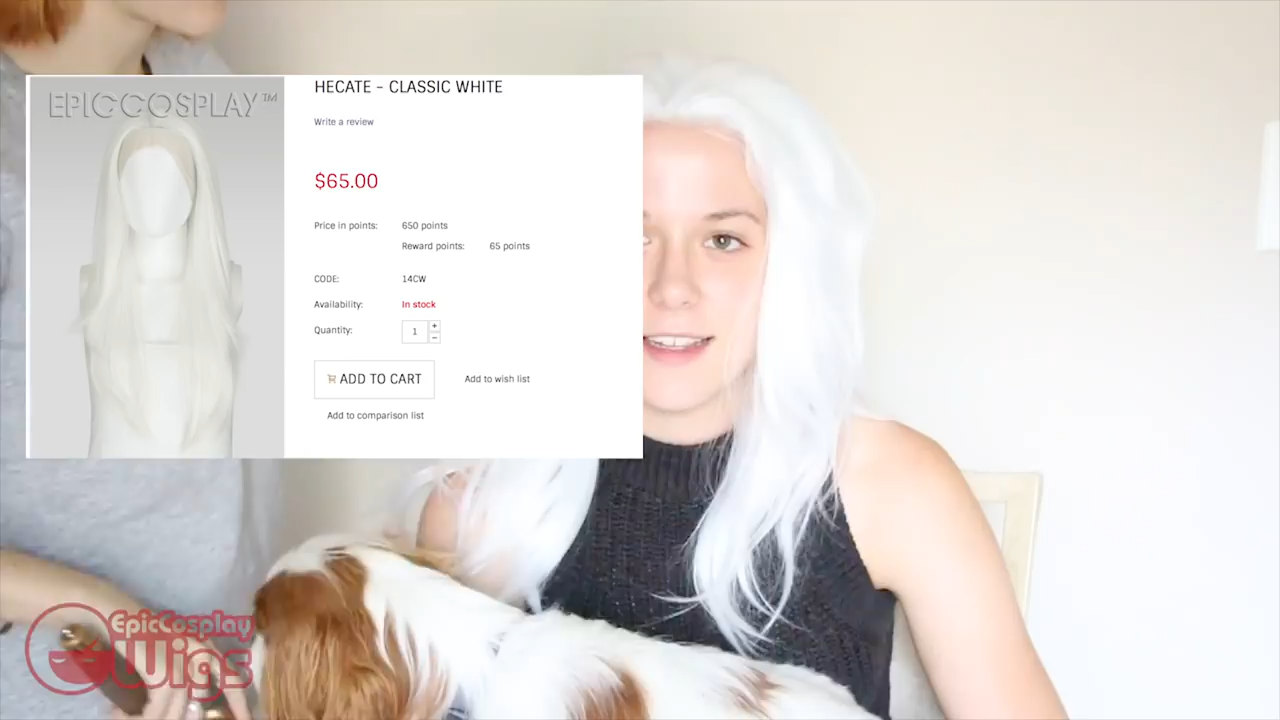 EPICCOSPLAY™
HECATE - CLASSIC WHITE
Write a review
$65.00
Price in points: 650 points
Reward points: 65 points
CODE: 14CW
Availability: In stock
Quantity: 1 + -
ADD TO CART Add to wish list
Add to comparison list
EpicCosplay
Wigs